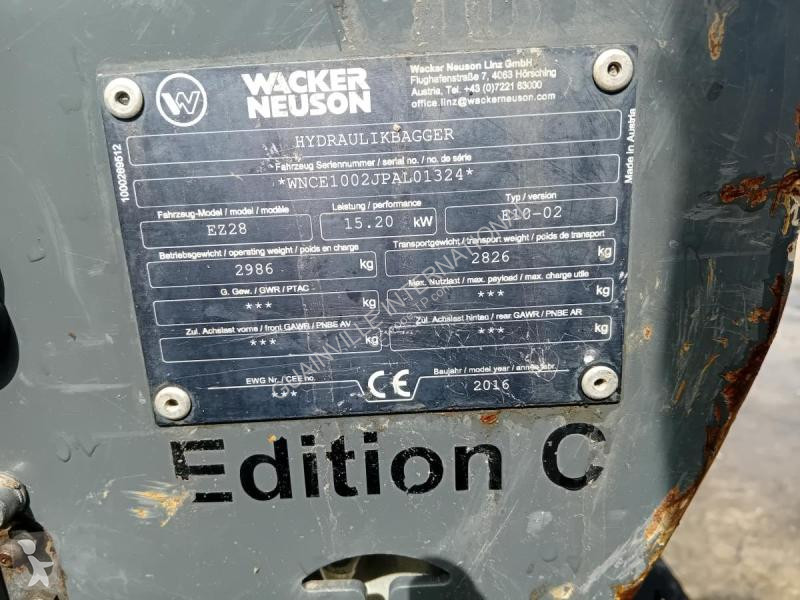 WACKER
NEUSON
Wacker Neuson Linz GmbH
Flughafenstraße 7, 4063 Hörsching
Austria, Tel. +43 (0)7221 63000
office.linz@wackerneuson.com
1000289512
Made in Austria
HYDRAULIKBAGGER
Fahrzeug Seriennummer / serial no. / no. de série
*WNCE1002JPAL01324*
Fahrzeug-Model / model / modèle
Leistung / performance
Typ / version
EZ28
15.20 kW
E10-02
Betriebsgewicht / operating weight / poids en charge
Transportgewicht / transport weight / poids de transport
2986 kg
2826 kg
G. Gew. / GWR / PTAC
Max. Nutzlast / max. payload / max. charge utile
*** kg
*** kg
Zul. Achslast vorne / front GAWR / PNBE AV
Zul. Achslast hinten / rear GAWR / PNBE AR
*** kg
*** kg
EWG Nr. / CEE no.
***
CE
Baujahr / model year / année fabr.
2016
Edition C
GUAINVILLE INTERNATIONAL